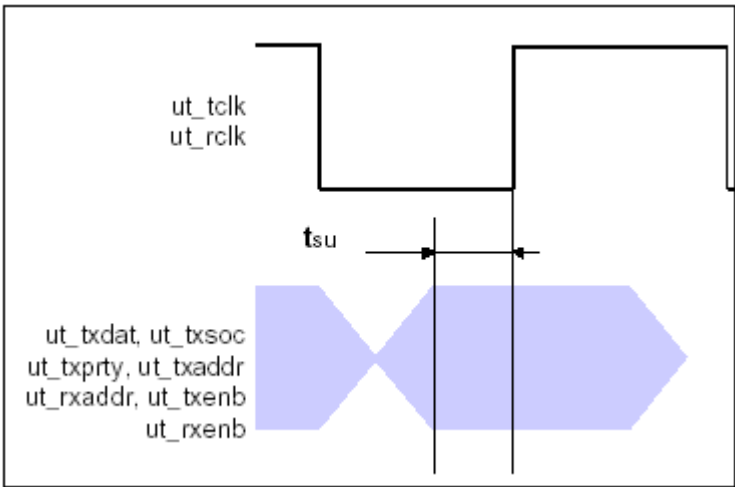 ut_tclk
ut_rclk
tsu
ut_txdat, ut_txsoc
ut_txprty, ut_txaddr
ut_rxaddr, ut_txenb
ut_rxenb